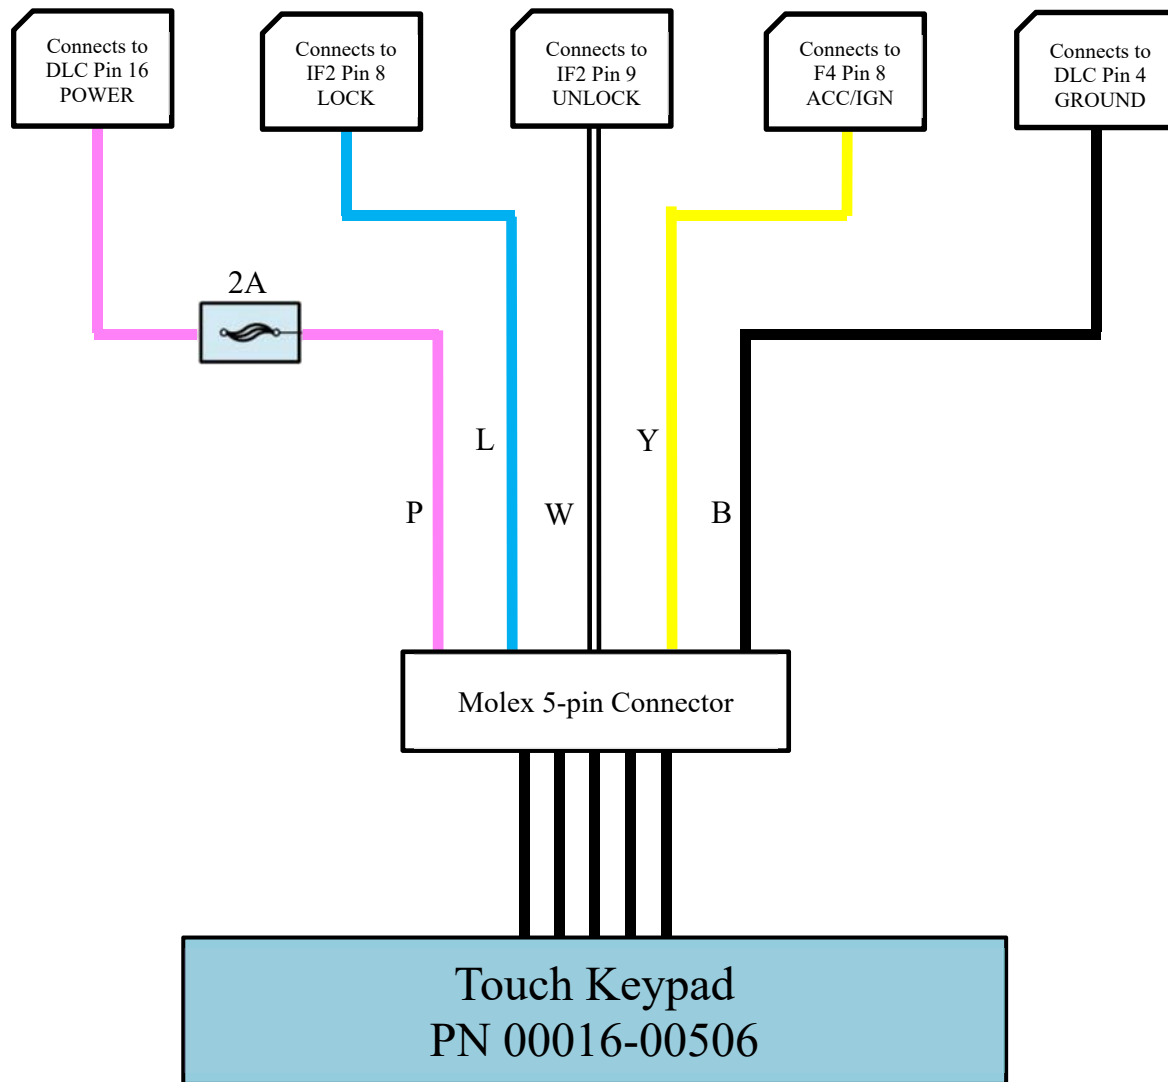 Connects to
DLC Pin 16
POWER
Connects to
IF2 Pin 8
LOCK
Connects to
IF2 Pin 9
UNLOCK
Connects to
F4 Pin 8
ACC/IGN
Connects to
DLC Pin 4
GROUND
2A
L
Y
P
W
B
Molex 5-pin Connector
Touch Keypad
PN 00016-00506